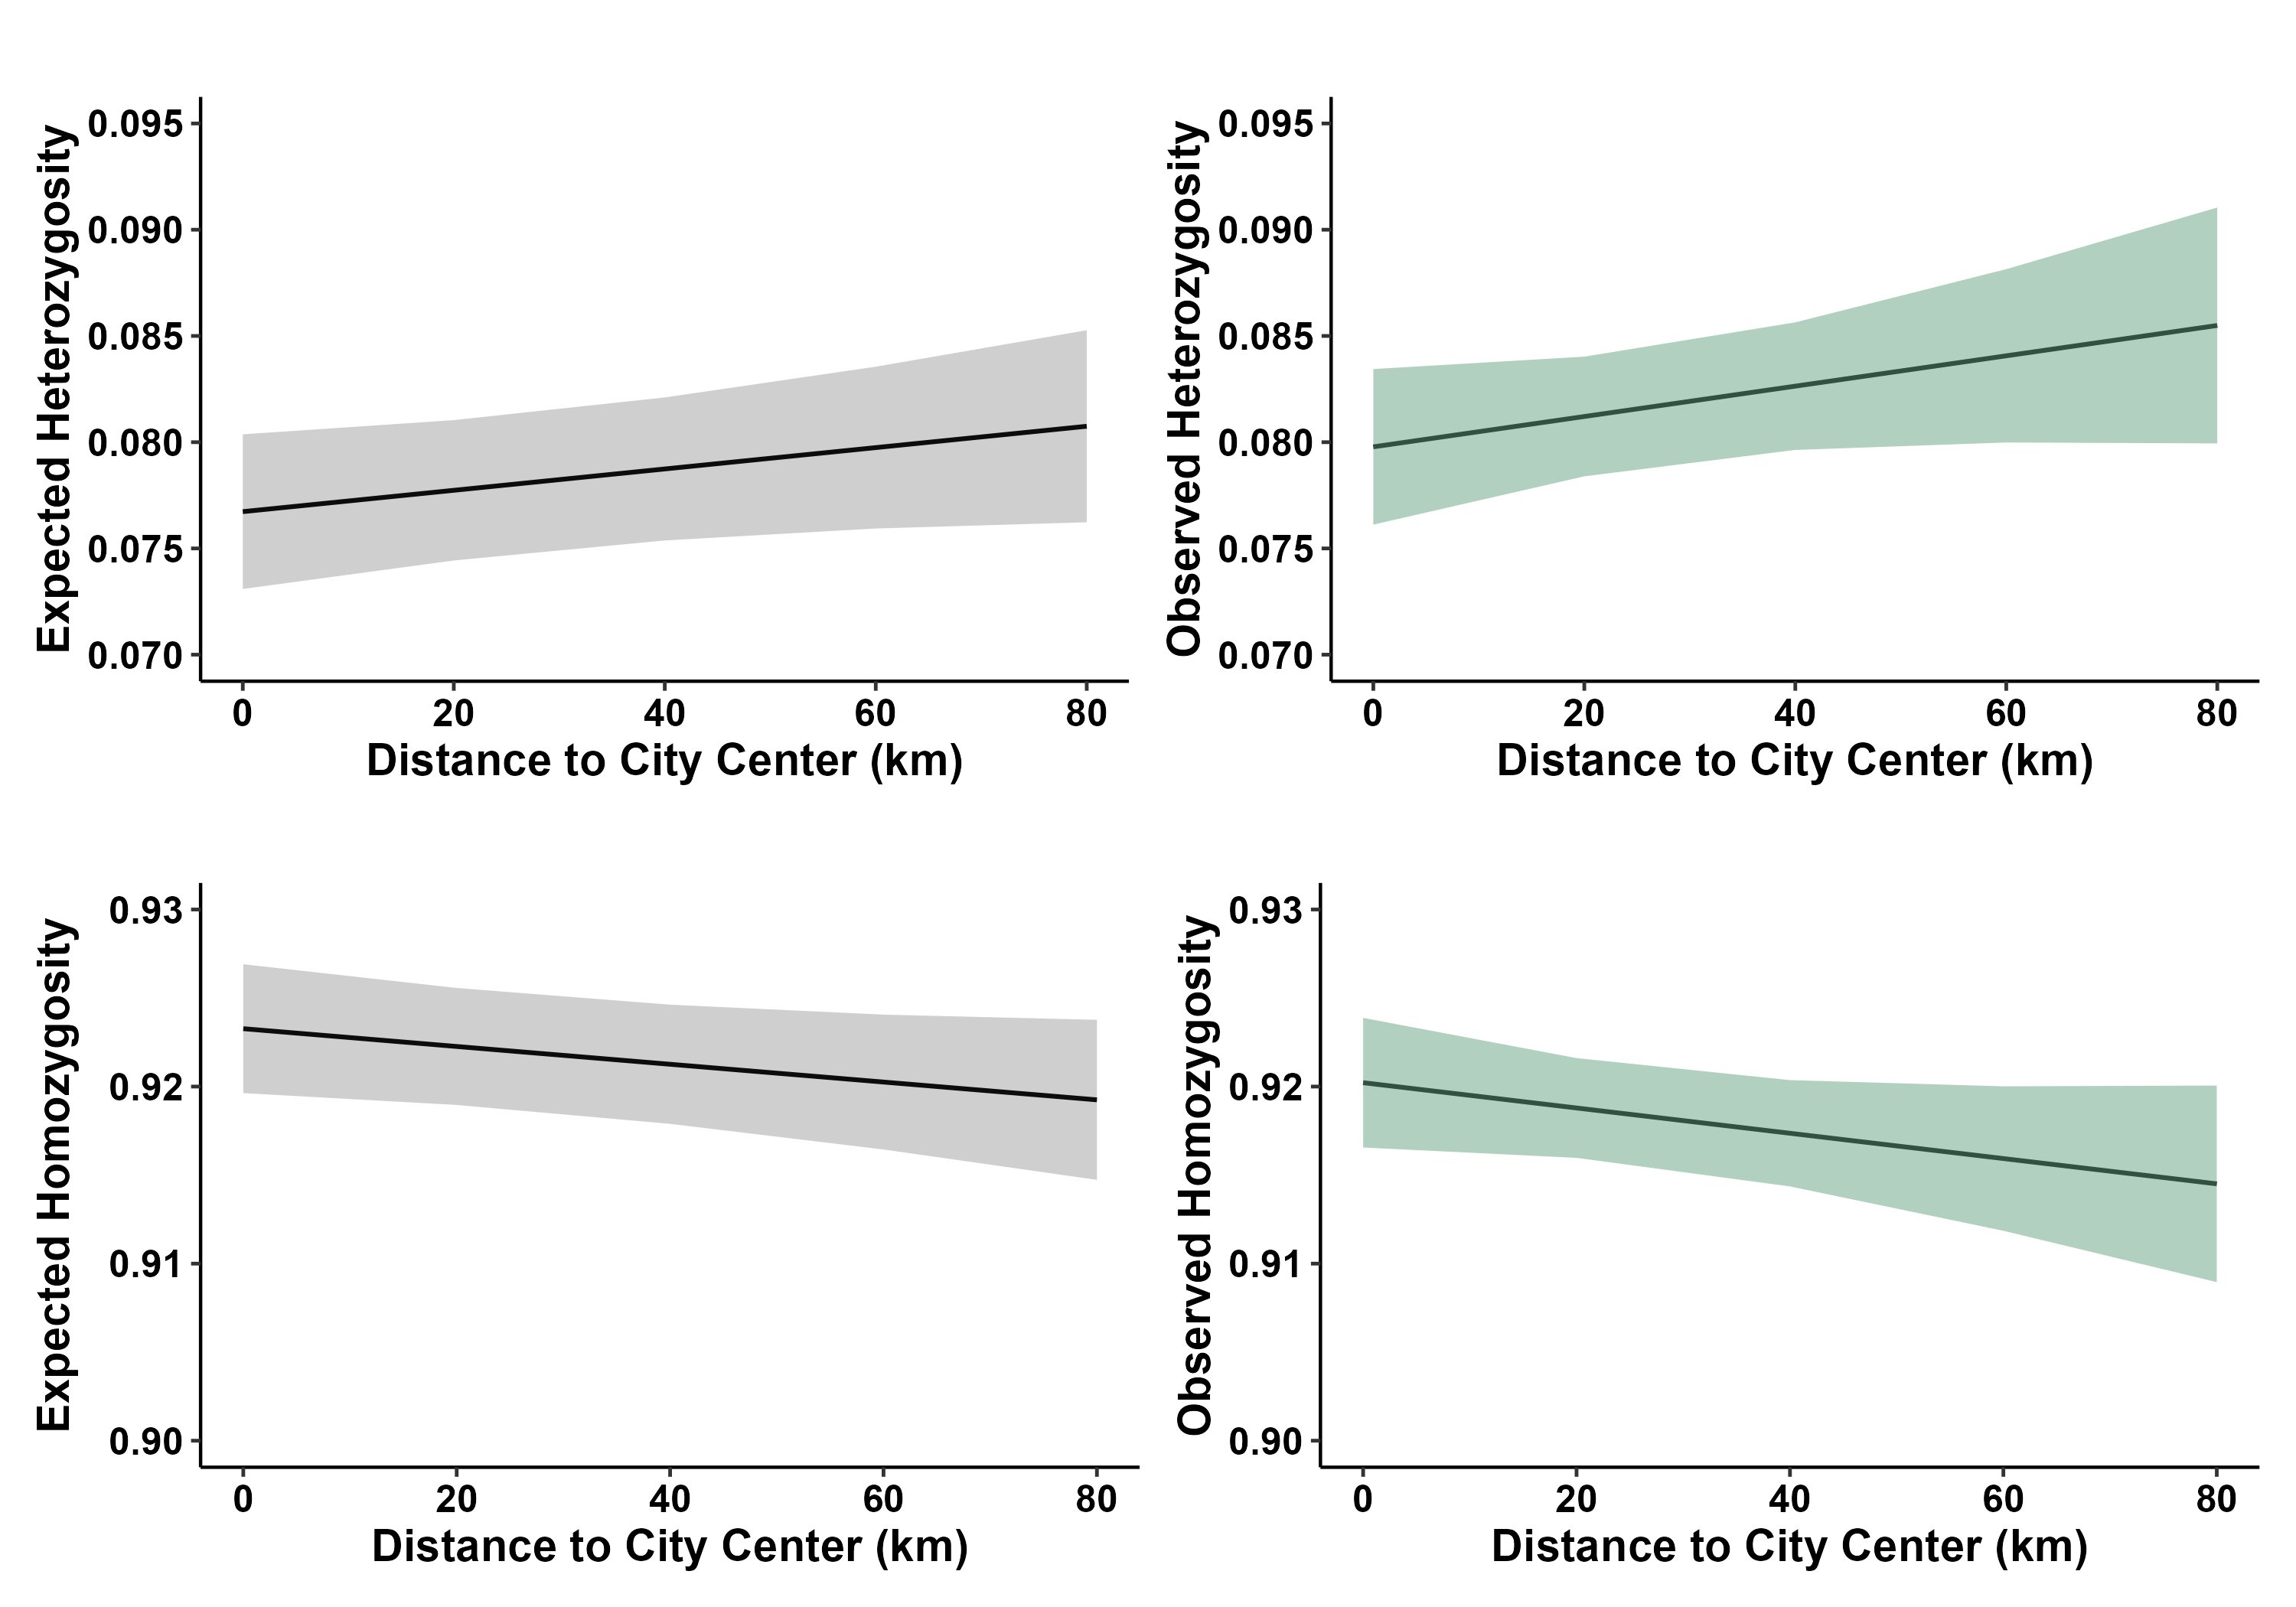 Expected Heterozygosity
0.095
0.090
0.085
0.080
0.075
0.070
0 20 40 60 80
Distance to City Center (km)
Observed Heterozygosity
0.095
0.090
0.085
0.080
0.075
0.070
0 20 40 60 80
Distance to City Center (km)
Expected Homozygosity
0.93
0.92
0.91
0.90
0 20 40 60 80
Distance to City Center (km)
Observed Homozygosity
0.93
0.92
0.91
0.90
0 20 40 60 80
Distance to City Center (km)